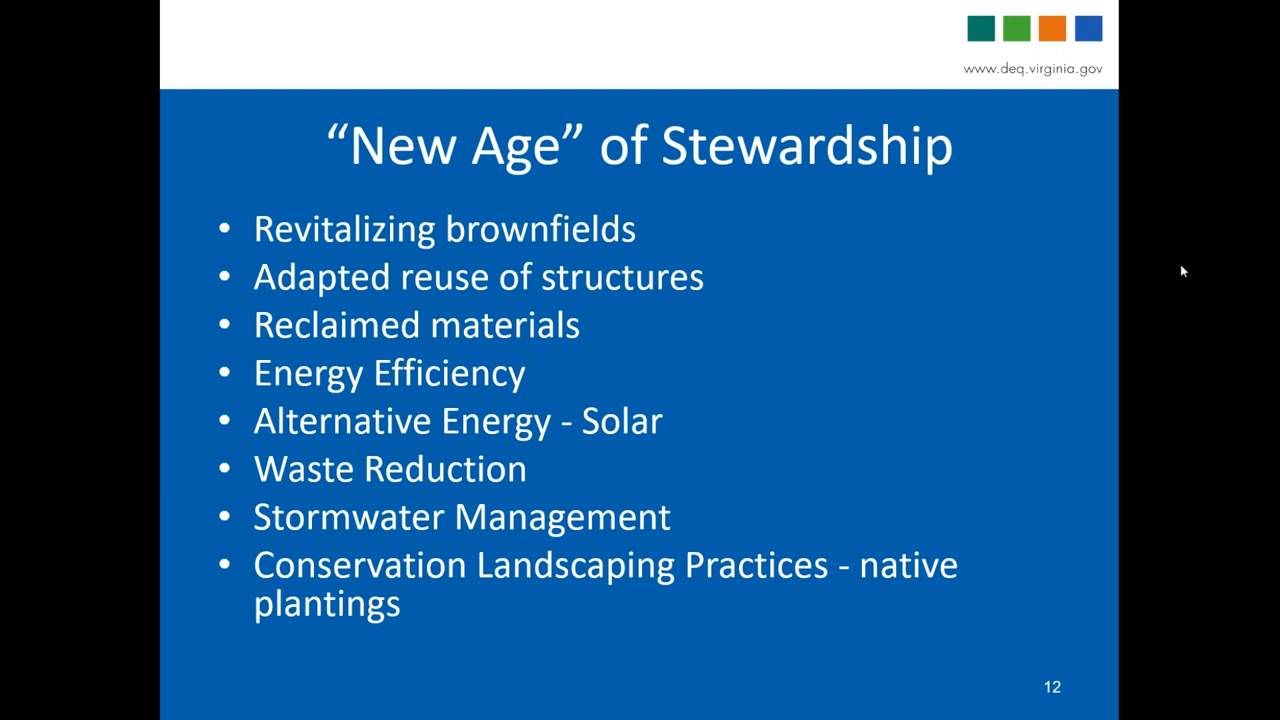 www.deq.virginia.gov
“New Age” of Stewardship
• Revitalizing brownfields
• Adapted reuse of structures
• Reclaimed materials
• Energy Efficiency
• Alternative Energy - Solar
• Waste Reduction
• Stormwater Management
• Conservation Landscaping Practices - native
plantings
12